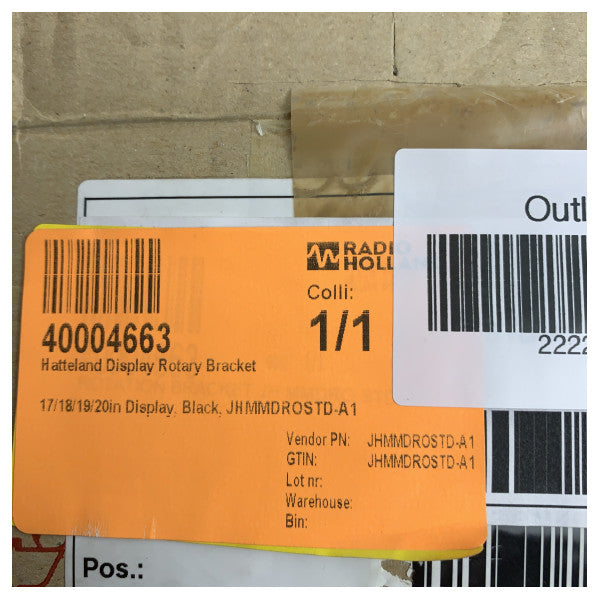 Outl
2222
RADIO
HOLLAN
Colli:
1/1
40004663
Hatteland Display Rotary Bracket
17/18/19/20in Display, Black, JHMMDROSTD-A1
Vendor PN: JHMMDROSTD-A1
GTIN: JHMMDROSTD-A1
Lot nr:
Warehouse:
Bin:
Pos.: